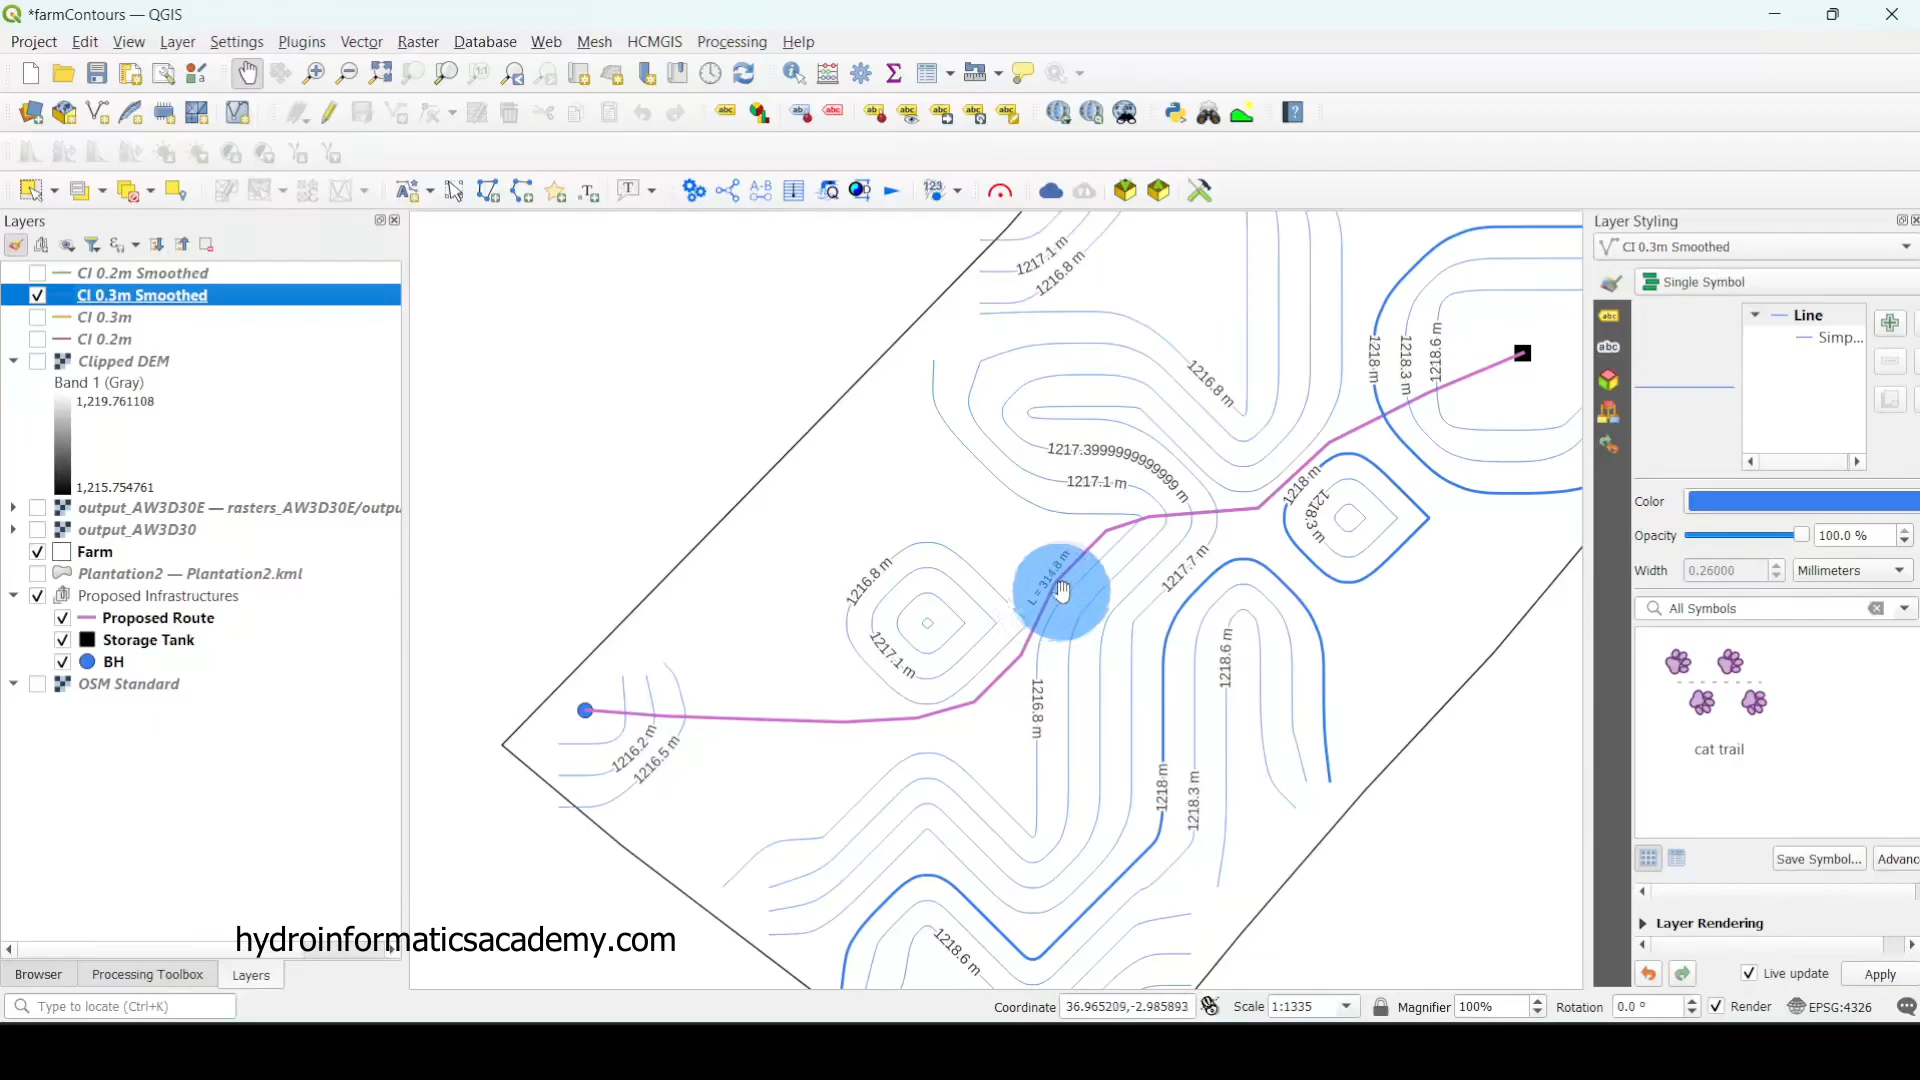 *farmContours — QGIS
Project Edit View Layer Settings Plugins Vector Raster Database Web Mesh HCMGIS Processing Help
Layers
CI 0.2m Smoothed
CI 0.3m Smoothed
CI 0.3m
CI 0.2m
Clipped DEM
Band 1 (Gray)
1,219.761108
1,215.754761
output_AW3D30E — rasters_AW3D30E/outpu
output_AW3D30
Farm
Plantation2 — Plantation2.kml
Proposed Infrastructures
Proposed Route
Storage Tank
BH
OSM Standard
hydroinformaticsacademy.com
Browser Processing Toolbox Layers
Type to locate (Ctrl+K)
1217.1 m
1216.8 m
1216.8 m
1218 m
1218.3 m
1218.6 m
1217.3999999999999 m
1217.1 m
1218 m
1218.3 m
1216.8 m
L = 314.8 m
1217.7 m
1217.1 m
1216.8 m
1218.6 m
1216.2 m
1216.5 m
1218 m
1218.3 m
1218.6 m
Layer Styling
CI 0.3m Smoothed
Single Symbol
Line
Simp...
Color
Opacity 100.0 %
Width 0.26000 Millimeters
All Symbols
cat trail
Save Symbol... Advanc
Layer Rendering
Live update Apply
Coordinate 36.965209,-2.985893 Scale 1:1335 Magnifier 100% Rotation 0.0 ° Render EPSG:4326